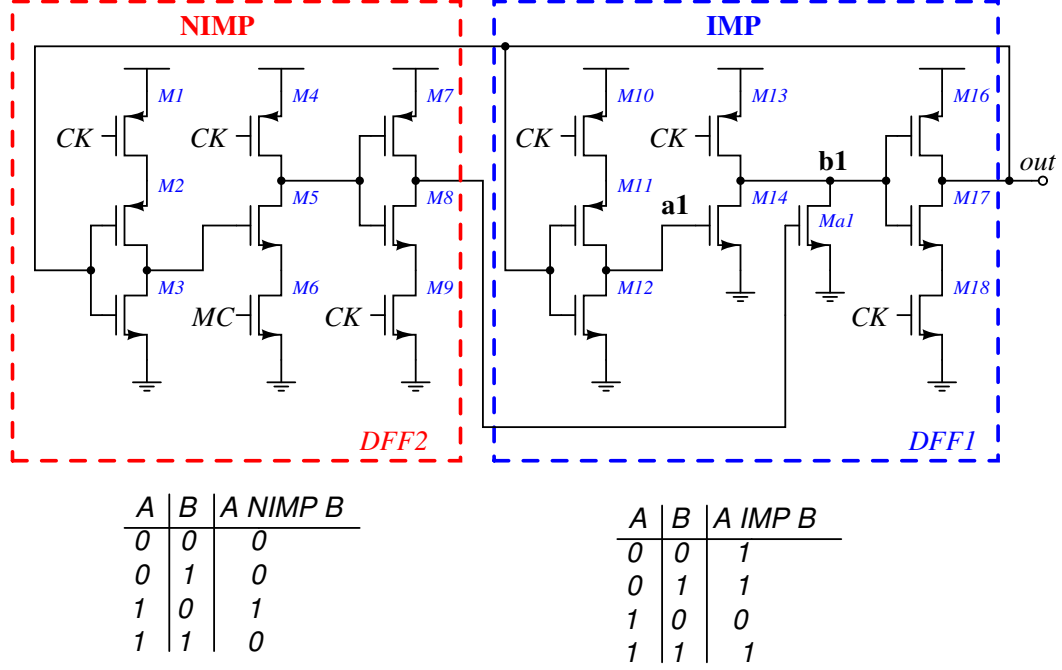 NIMP
IMP
M1
M4
M7
M10
M13
M16
CK
CK
CK
CK
M2
M5
M8
M11
a1
M14
b1
Ma1
M17
out
M3
M6
M9
M12
M18
MC
CK
CK
DFF2
DFF1
A B A NIMP B
0 0 0
0 1 0
1 0 1
1 1 0
A B A IMP B
0 0 1
0 1 1
1 0 0
1 1 1